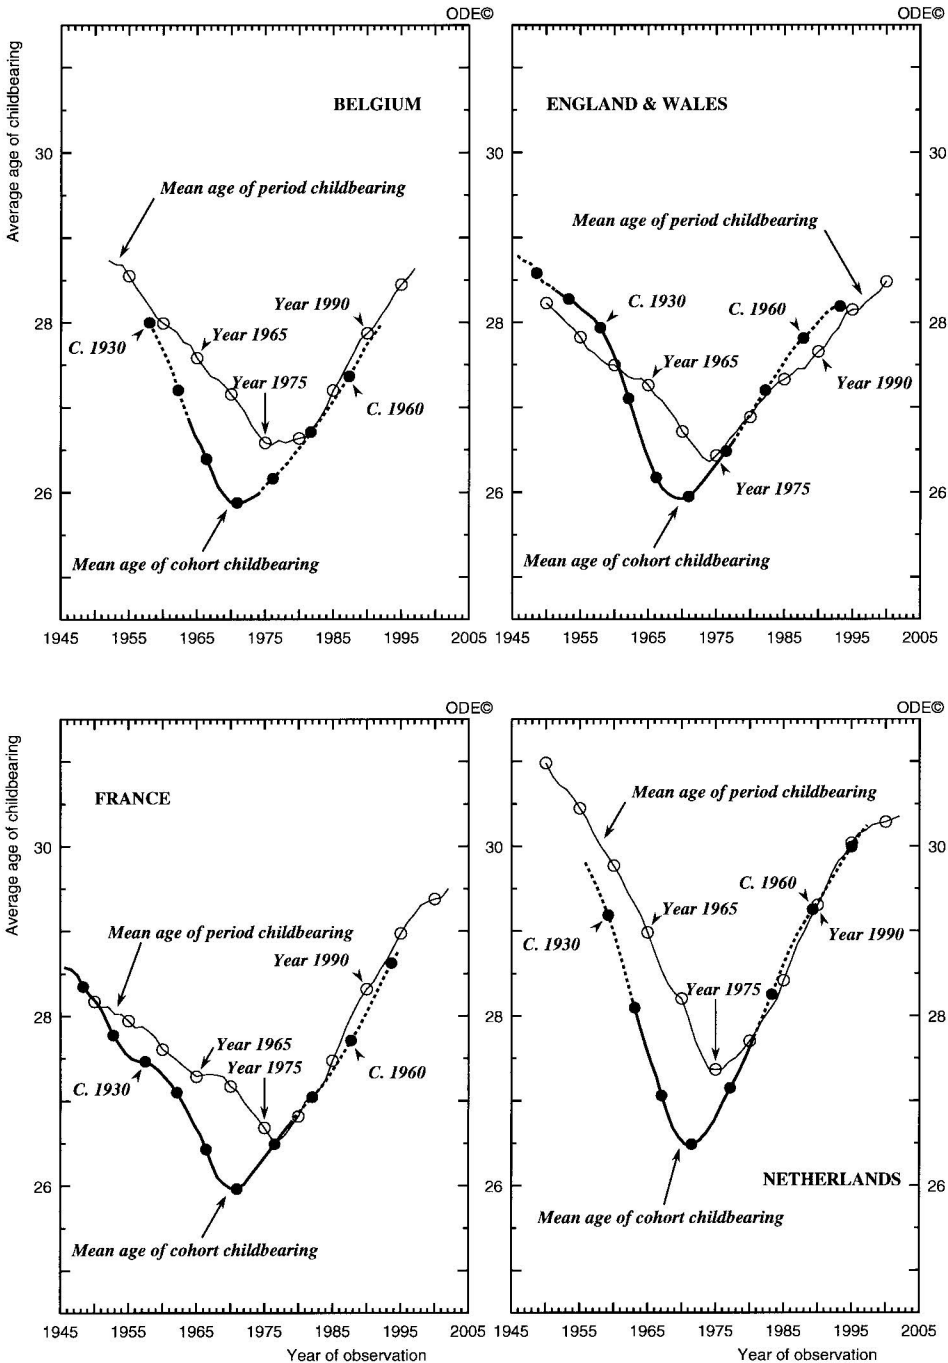 ODE©
Average age of childbearing
BELGIUM
30
28
26
Mean age of period childbearing
C. 1930
Year 1965
Year 1975
Year 1990
C. 1960
Mean age of cohort childbearing
1945 1955 1965 1975 1985 1995 2005
ODE©
ENGLAND & WALES
30
28
26
Mean age of period childbearing
C. 1930
C. 1960
Year 1965
Year 1990
Year 1975
Mean age of cohort childbearing
1945 1955 1965 1975 1985 1995 2005
ODE©
Average age of childbearing
FRANCE
30
28
26
Mean age of period childbearing
Year 1990
Year 1965
Year 1975
C. 1930
C. 1960
Mean age of cohort childbearing
1945 1955 1965 1975 1985 1995 2005
Year of observation
ODE©
30
28
26
Mean age of period childbearing
C. 1960
Year 1965
Year 1990
C. 1930
Year 1975
NETHERLANDS
Mean age of cohort childbearing
30
28
26
1945 1955 1965 1975 1985 1995 2005
Year of observation